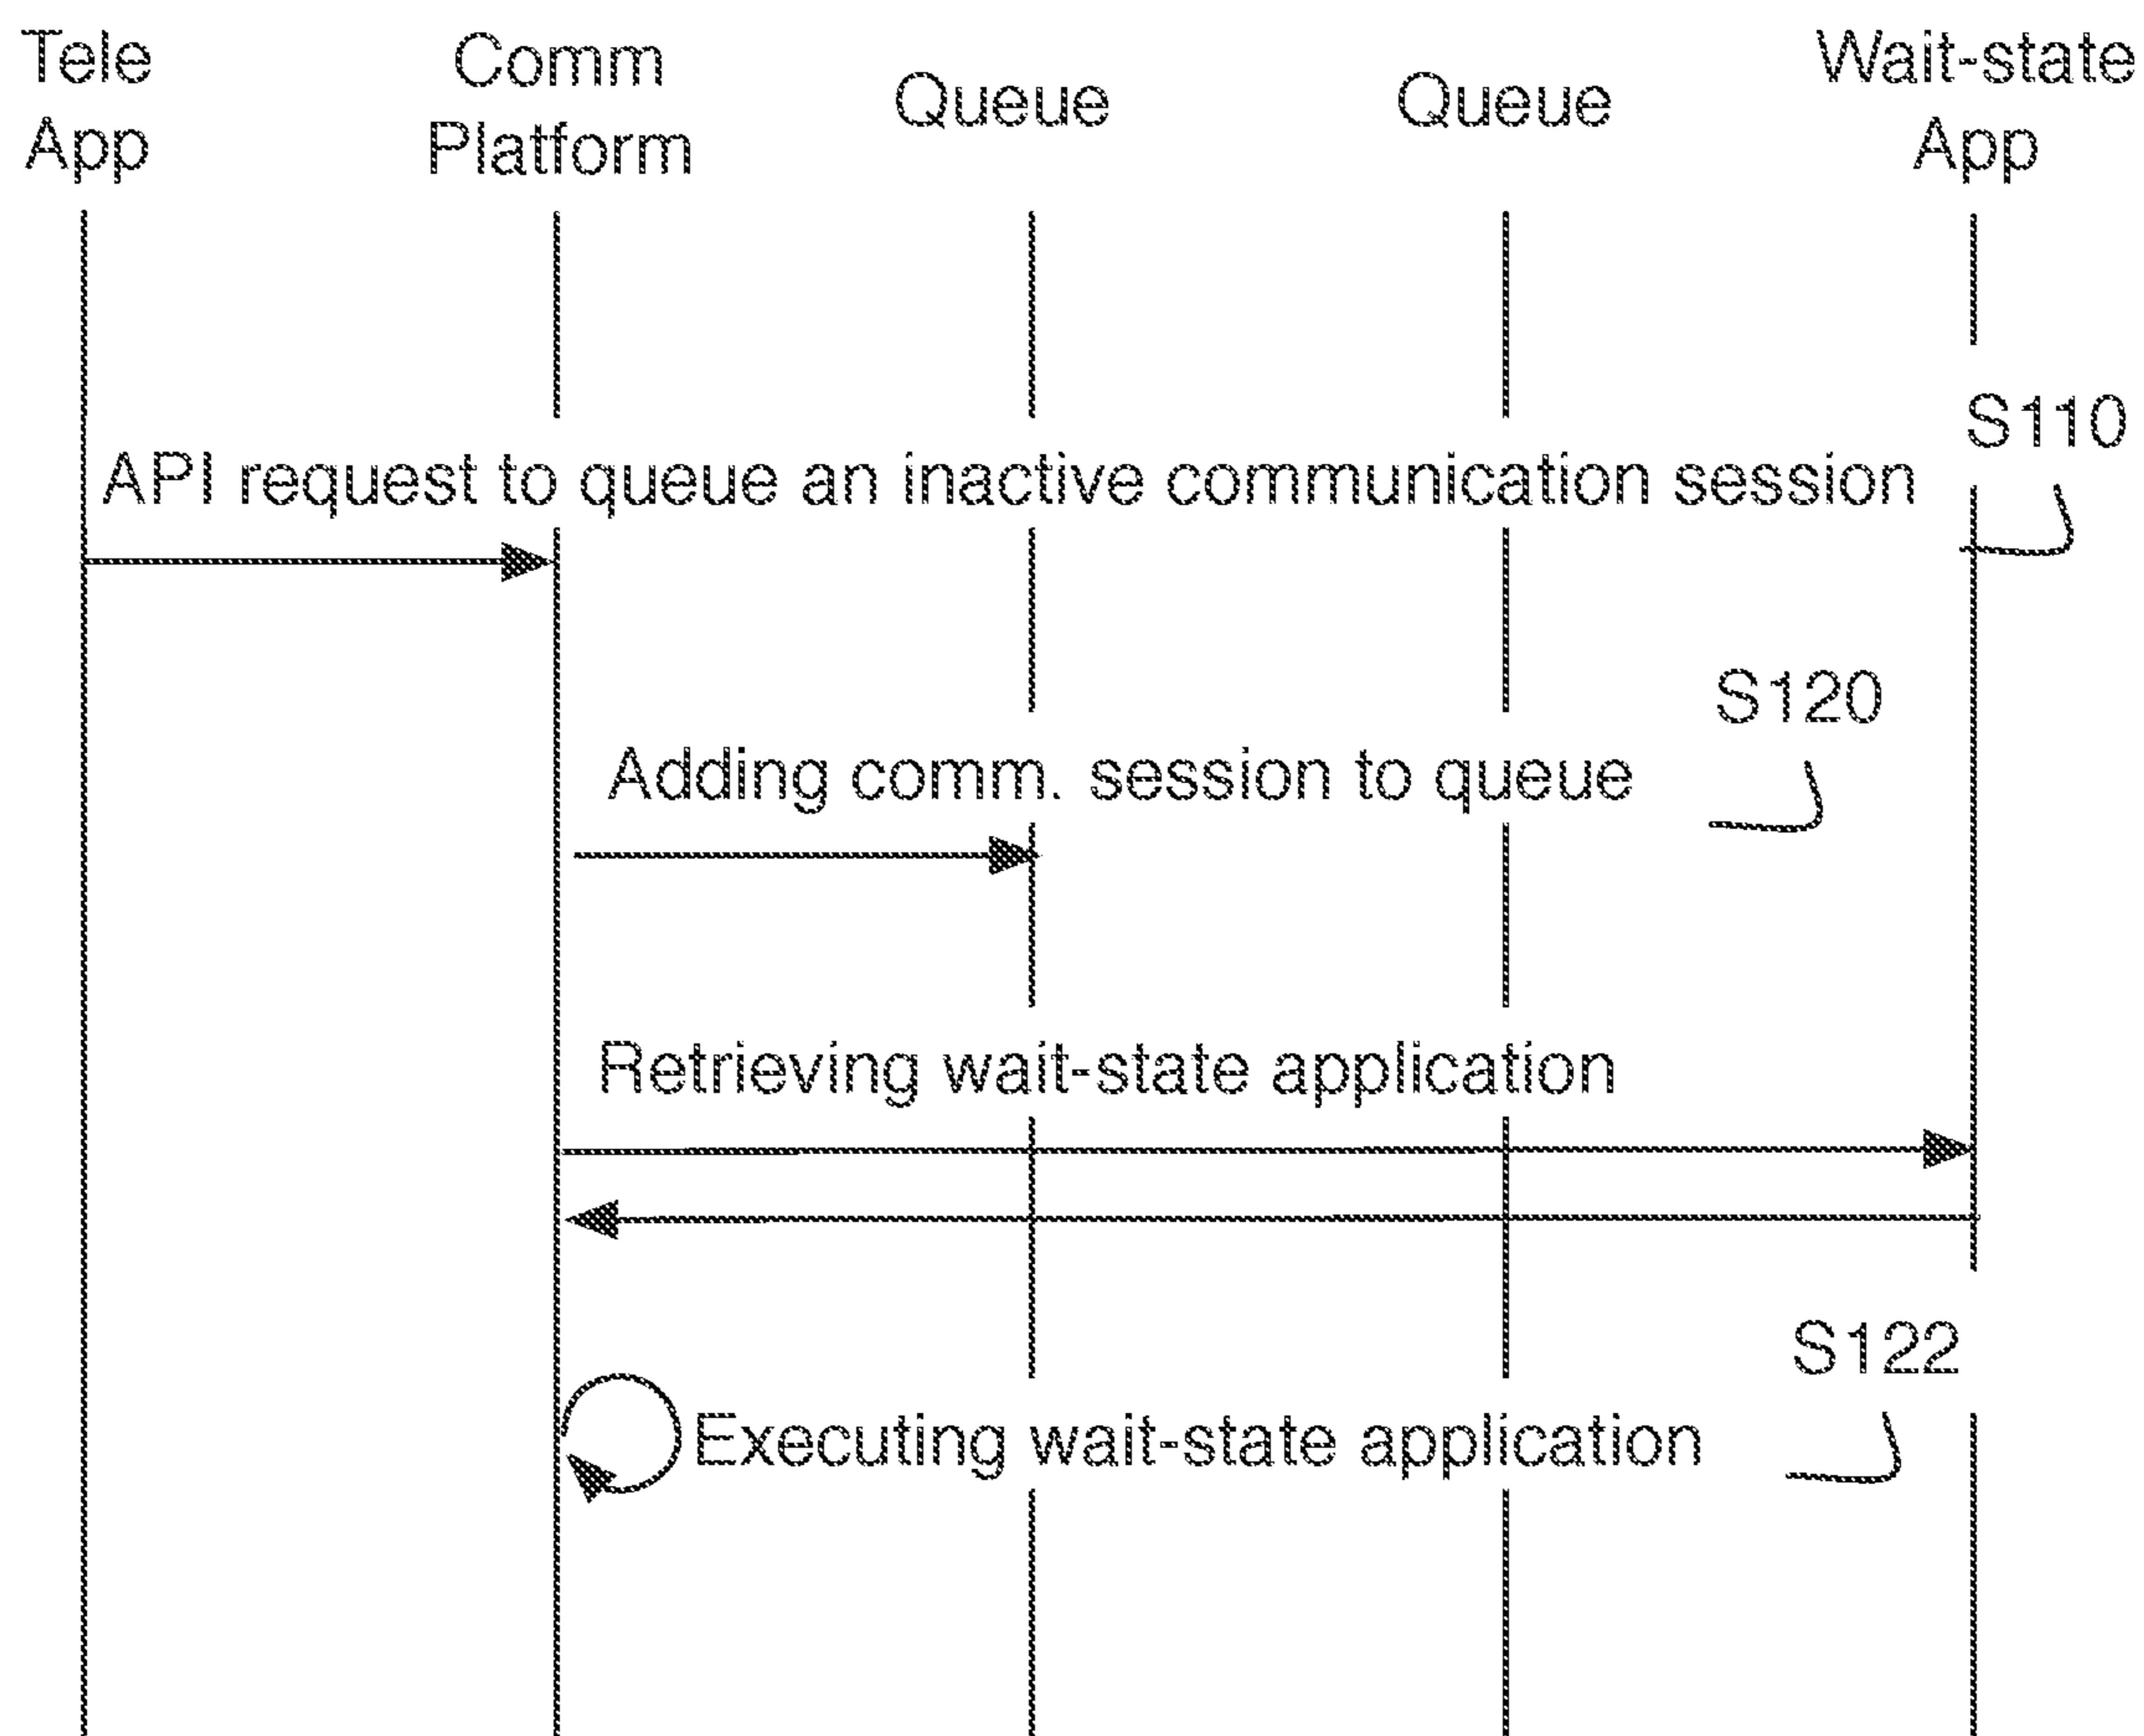 Tele
App
Comm
Platform
Queue
Queue
Wait-state
App
S110
API request to queue an inactive communication session
S120
Adding comm. session to queue
Retrieving wait-state application
S122
Executing wait-state application